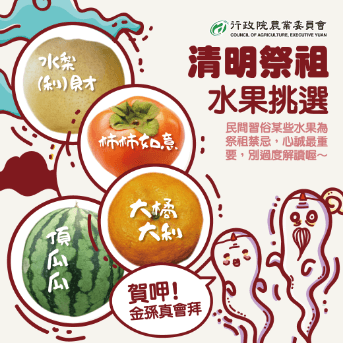 行政院農業委員會
COUNCIL OF AGRICULTURE, EXECUTIVE YUAN
清明祭祖
水果挑選
民間習俗某些水果為
祭祖禁忌，心誠最重
要，別過度解讀喔～
水梨
(利)財
柿柿如意
大橘
大利
頂
瓜
瓜
賀呷!
金孫真會拜